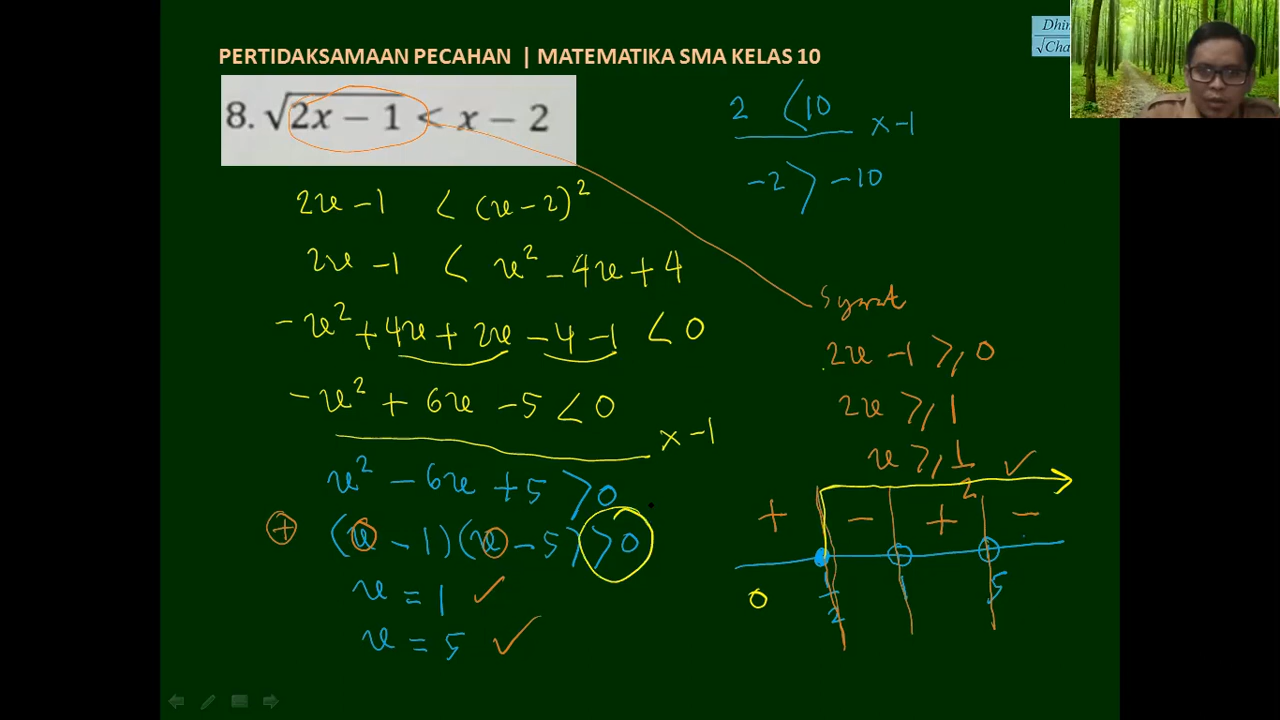 PERTIDAKSAMAAN PECAHAN | MATEMATIKA SMA KELAS 10
8. √2x − 1 < x − 2
2x − 1 < (x − 2)²
2x − 1 < x² − 4x + 4
−x² + 4x + 2x − 4 − 1 < 0
−x² + 6x − 5 < 0
x −1
x² − 6x + 5 > 0
+ (x − 1)(x − 5) > 0
x = 1 ✓
x = 5 ✓
2 < 10
x −1
−2 > −10
Syarat
2x − 1 ≥ 0
2x ≥ 1
x ≥ 1/2 ✓
+ − + −
0 1/2 1 5
Dhin
√Cha